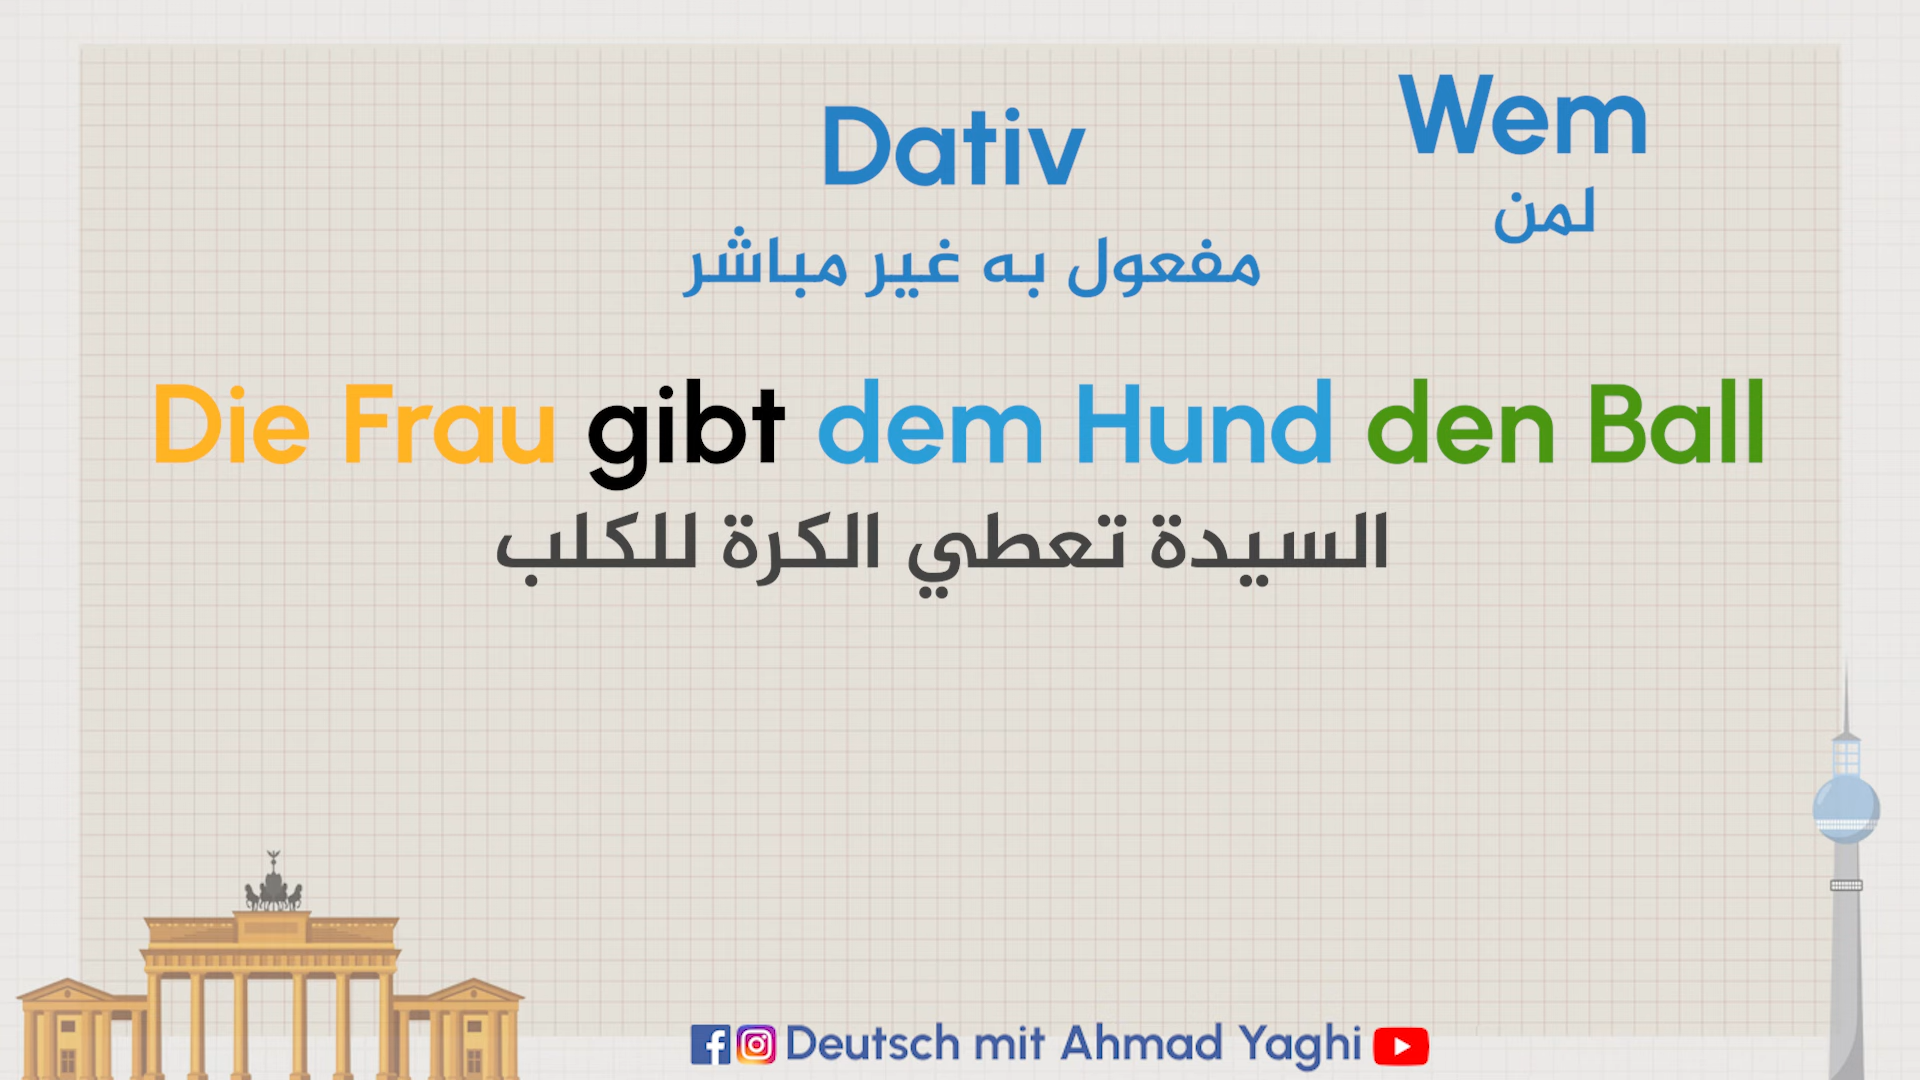 Dativ
Wem
لمن
مفعول به غير مباشر
Die Frau gibt dem Hund den Ball
السيدة تعطي الكرة للكلب
Deutsch mit Ahmad Yaghi